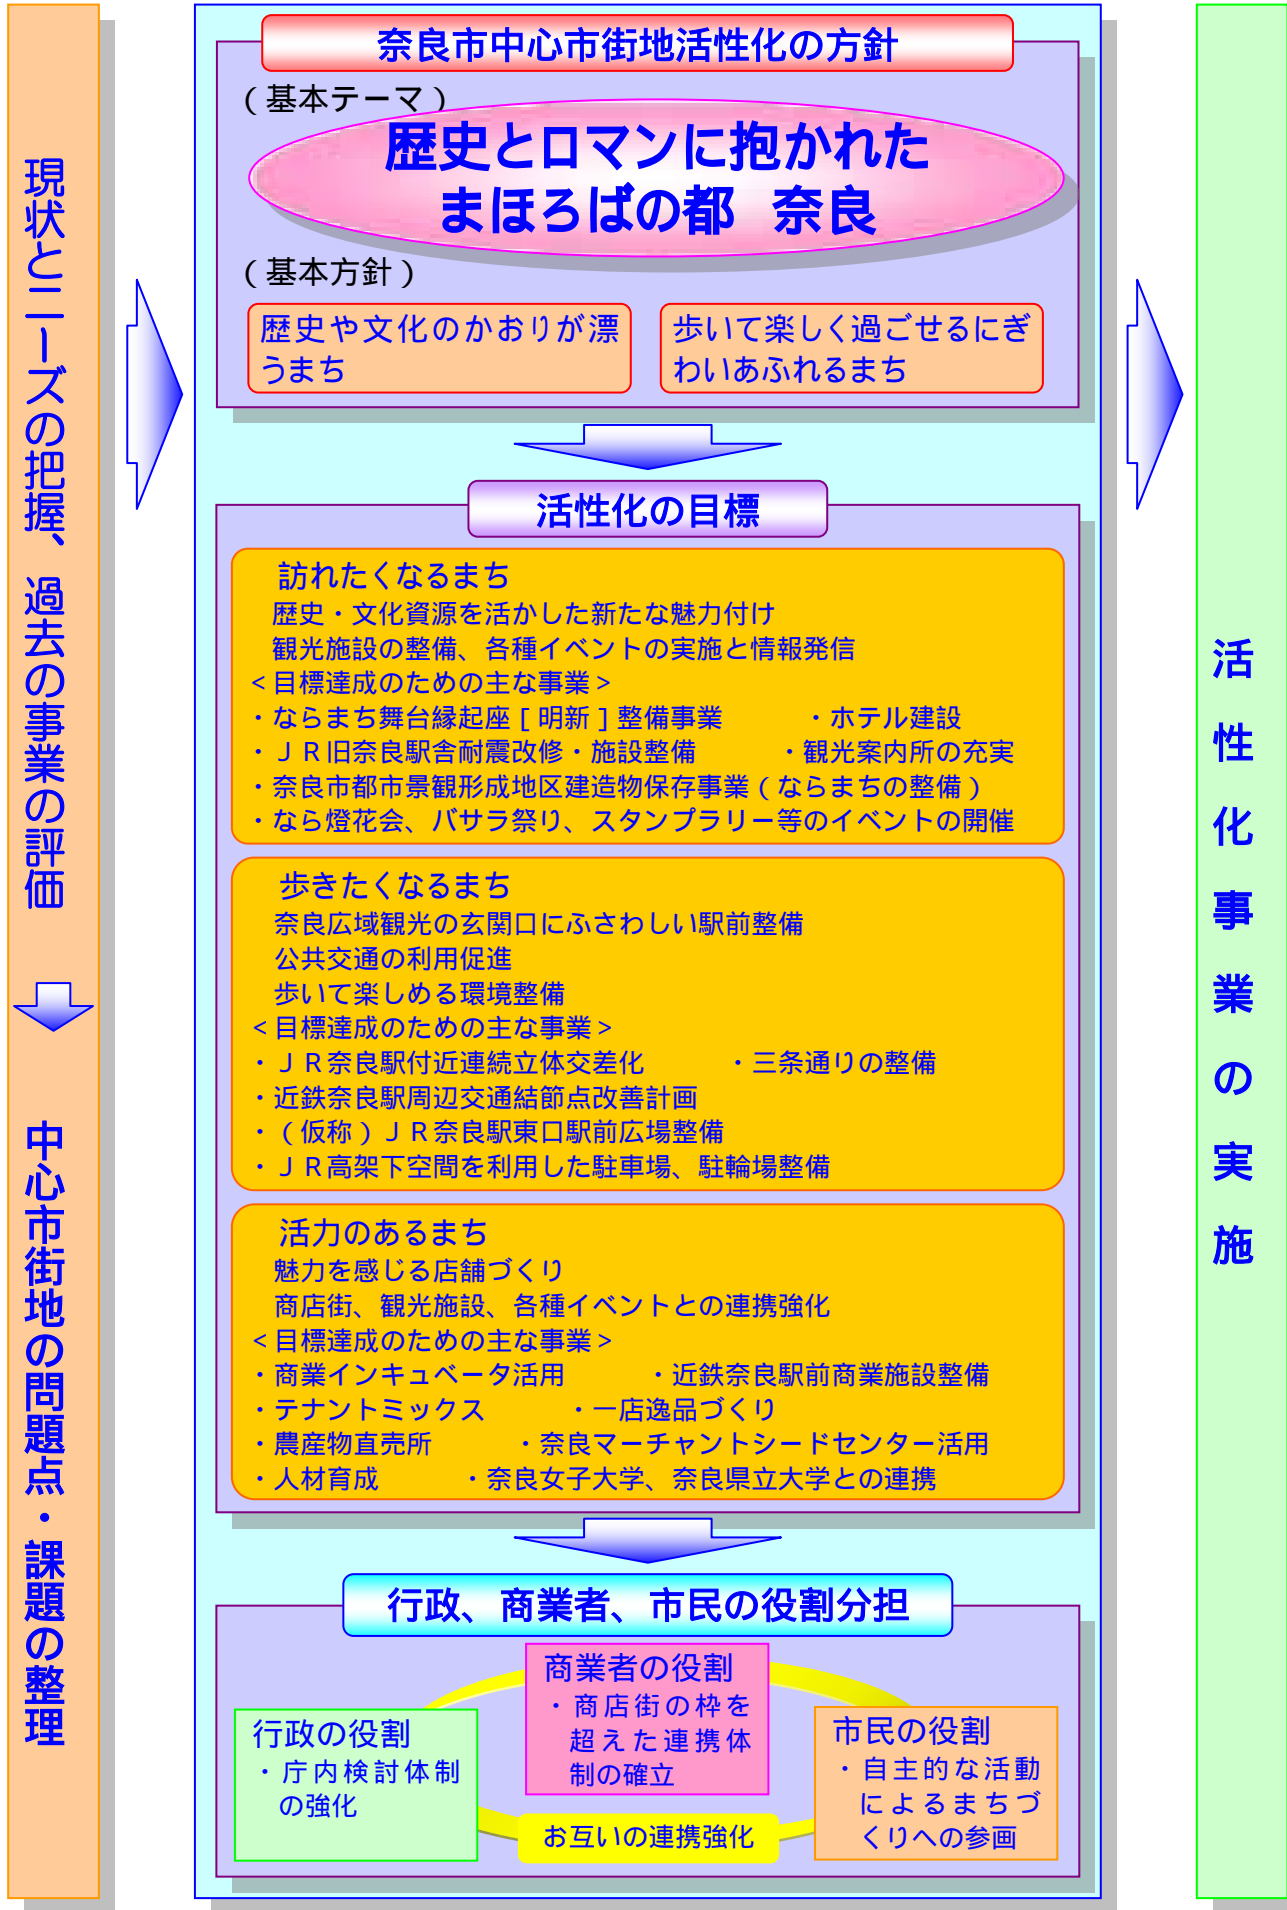 現状とニーズの把握、過去の事業の評価
中心市街地の問題点・課題の整理
奈良市中心市街地活性化の方針
（基本テーマ）
歴史とロマンに抱かれた
まほろばの都　奈良
（基本方針）
歴史や文化のかおりが漂
うまち
歩いて楽しく過ごせるにぎ
わいあふれるまち
活性化の目標
訪れたくなるまち
歴史・文化資源を活かした新たな魅力付け
観光施設の整備、各種イベントの実施と情報発信
＜目標達成のための主な事業＞
・ならまち舞台縁起座［明新］整備事業　　　・ホテル建設
・ＪＲ旧奈良駅舎耐震改修・施設整備　　　・観光案内所の充実
・奈良市都市景観形成地区建造物保存事業（ならまちの整備）
・なら燈花会、バサラ祭り、スタンプラリー等のイベントの開催
歩きたくなるまち
奈良広域観光の玄関口にふさわしい駅前整備
公共交通の利用促進
歩いて楽しめる環境整備
＜目標達成のための主な事業＞
・ＪＲ奈良駅付近連続立体交差化　　　・三条通りの整備
・近鉄奈良駅周辺交通結節点改善計画
・（仮称）ＪＲ奈良駅東口駅前広場整備
・ＪＲ高架下空間を利用した駐車場、駐輪場整備
活力のあるまち
魅力を感じる店舗づくり
商店街、観光施設、各種イベントとの連携強化
＜目標達成のための主な事業＞
・商業インキュベータ活用　　　・近鉄奈良駅前商業施設整備
・テナントミックス　　　・一店逸品づくり
・農産物直売所　　　・奈良マーチャントシードセンター活用
・人材育成　　　・奈良女子大学、奈良県立大学との連携
行政、商業者、市民の役割分担
商業者の役割
・商店街の枠を
超えた連携体
制の確立
行政の役割
・庁内検討体制
の強化
市民の役割
・自主的な活動
によるまちづ
くりへの参画
お互いの連携強化
活性化事業の実施